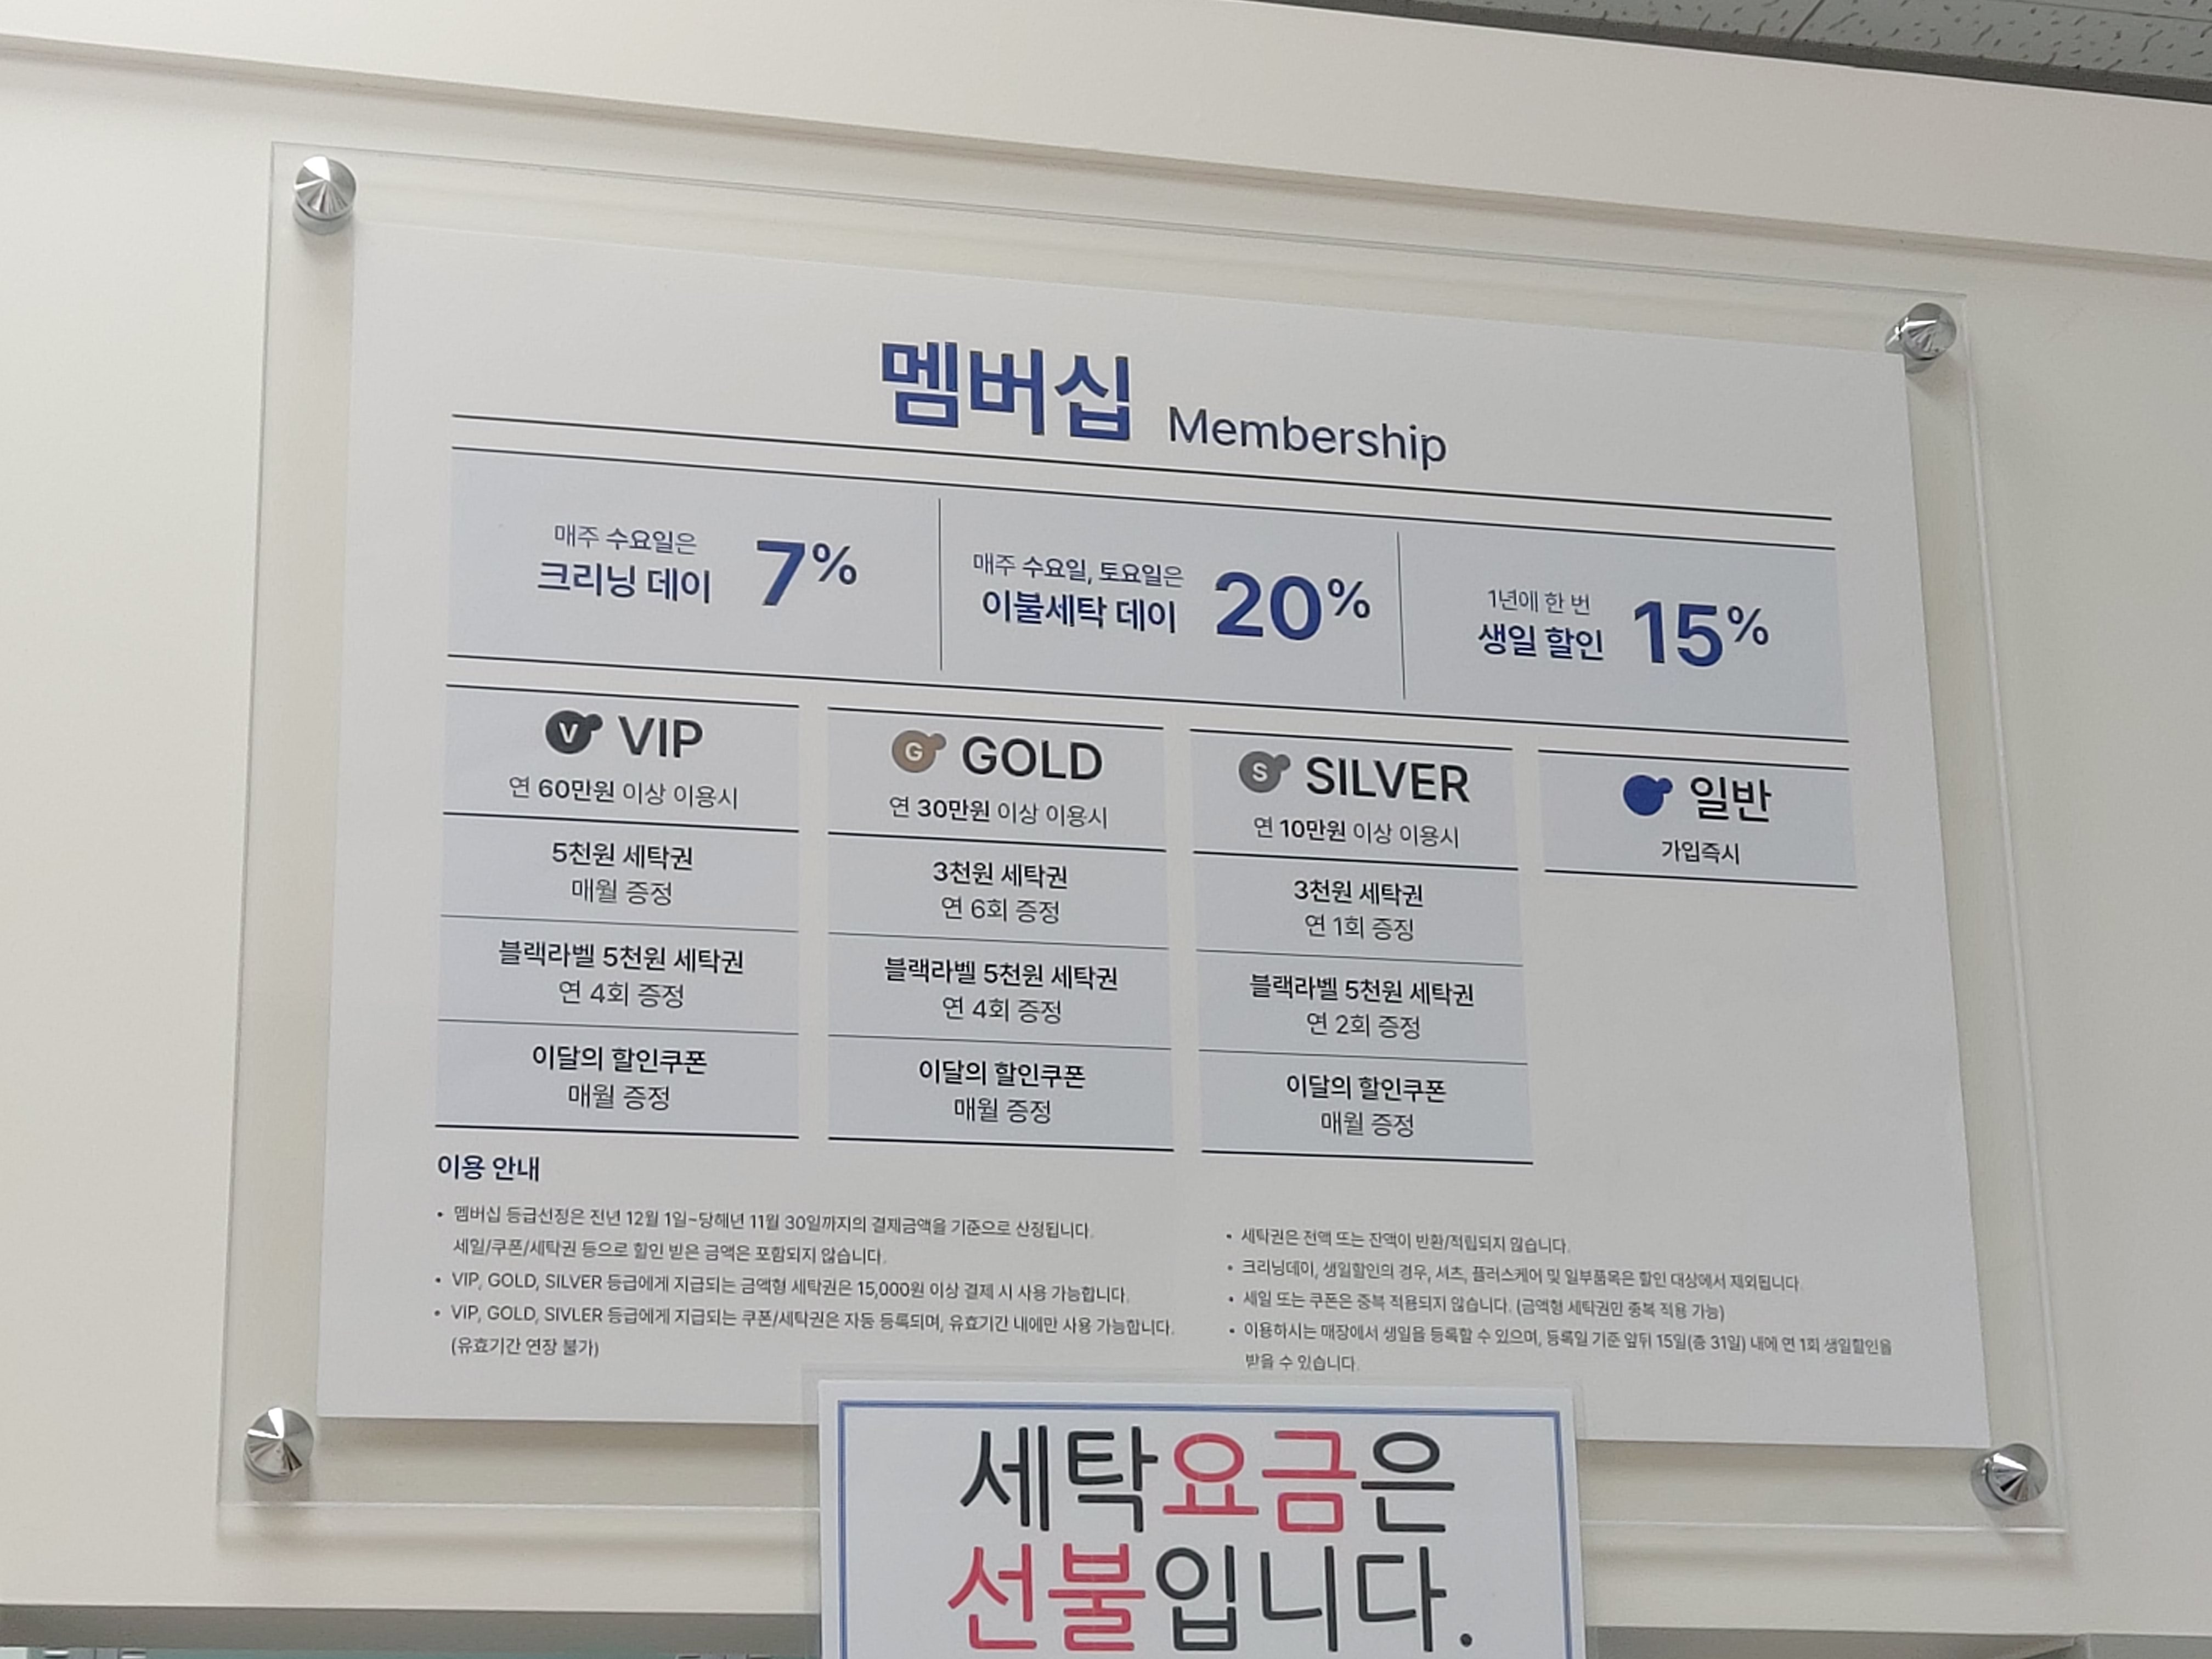 멤버십 Membership
매주 수요일은
크리닝 데이 7%
매주 수요일, 토요일은
이불세탁 데이 20%
1년에 한 번
생일 할인 15%
V VIP
연 60만원 이상 이용시
5천원 세탁권
매월 증정
블랙라벨 5천원 세탁권
연 4회 증정
이달의 할인쿠폰
매월 증정
G GOLD
연 30만원 이상 이용시
3천원 세탁권
연 6회 증정
블랙라벨 5천원 세탁권
연 4회 증정
이달의 할인쿠폰
매월 증정
S SILVER
연 10만원 이상 이용시
3천원 세탁권
연 1회 증정
블랙라벨 5천원 세탁권
연 2회 증정
이달의 할인쿠폰
매월 증정
일반
가입즉시
이용 안내
• 멤버십 등급선정은 전년 12월 1일~당해년 11월 30일까지의 결제금액을 기준으로 산정됩니다.
세일/쿠폰/세탁권 등으로 할인 받은 금액은 포함되지 않습니다.
• VIP, GOLD, SILVER 등급에게 지급되는 금액형 세탁권은 15,000원 이상 결제 시 사용 가능합니다.
• VIP, GOLD, SIVLER 등급에게 지급되는 쿠폰/세탁권은 자동 등록되며, 유효기간 내에만 사용 가능합니다.
(유효기간 연장 불가)
• 세탁권은 전액 또는 잔액이 반환/적립되지 않습니다.
• 크리닝데이, 생일할인의 경우, 셔츠, 플러스케어 및 일부품목은 할인 대상에서 제외됩니다.
• 세일 또는 쿠폰은 중복 적용되지 않습니다. (금액형 세탁권만 중복 적용 가능)
• 이용하시는 매장에서 생일을 등록할 수 있으며, 등록일 기준 앞뒤 15일(총 31일) 내에 연 1회 생일할인을
받을 수 있습니다.
세탁요금은
선불입니다.